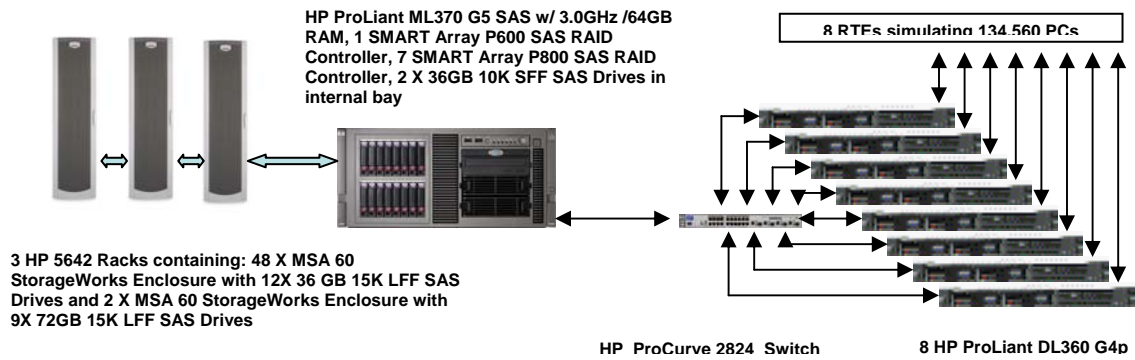 HP ProLiant ML370 G5 SAS w/ 3.0GHz /64GB
RAM, 1 SMART Array P600 SAS RAID
Controller, 7 SMART Array P800 SAS RAID
Controller, 2 X 36GB 10K SFF SAS Drives in
internal bay
8 RTEs simulating 134,560 PCs
3 HP 5642 Racks containing: 48 X MSA 60
StorageWorks Enclosure with 12X 36 GB 15K LFF SAS
Drives and 2 X MSA 60 StorageWorks Enclosure with
9X 72GB 15K LFF SAS Drives
HP ProCurve 2824 Switch
8 HP ProLiant DL360 G4p